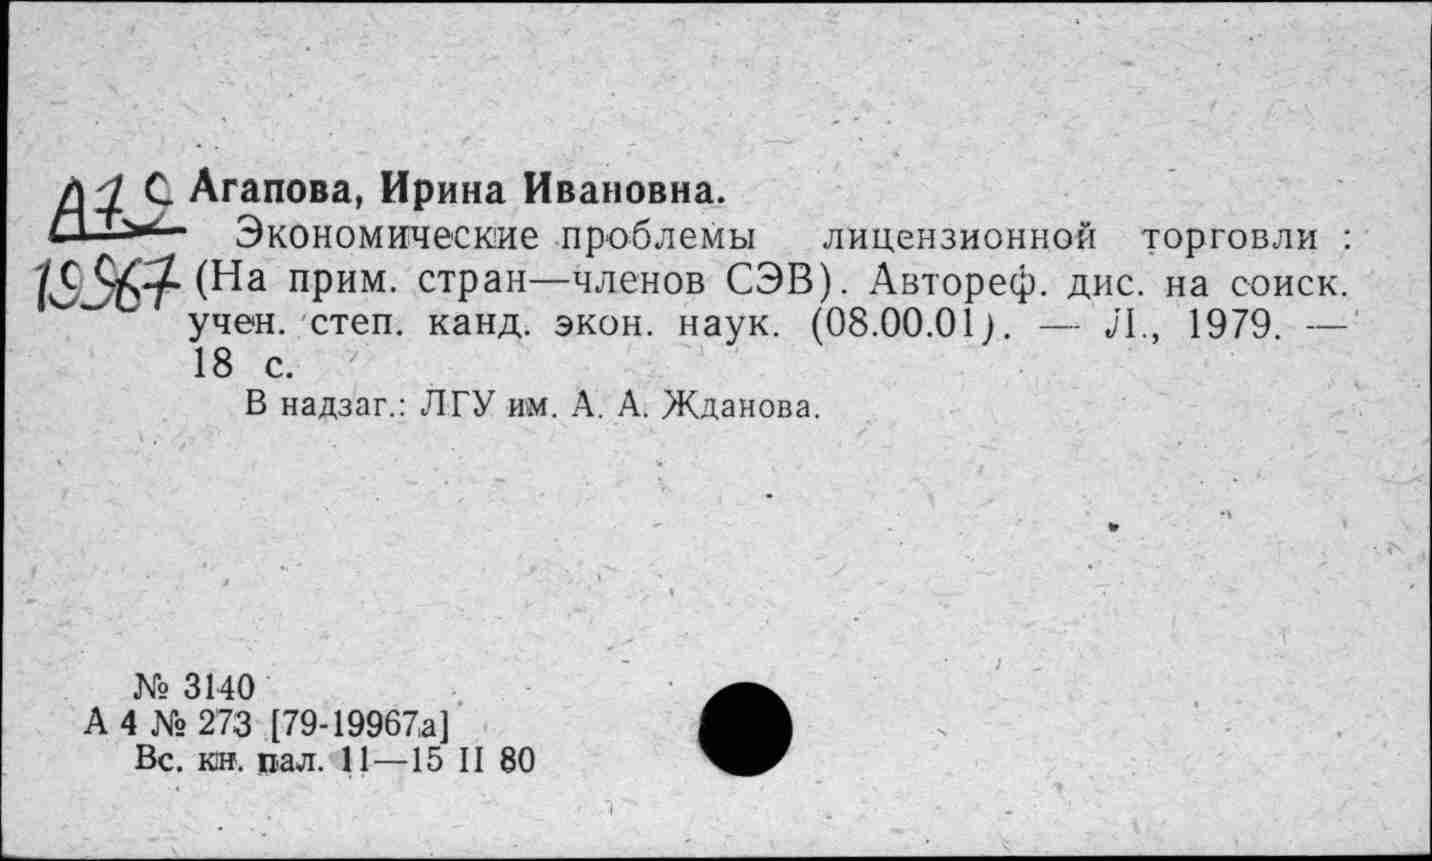 А79 Агапова, Ирина Ивановна.
Экономические проблемы лицензионной торговли :
19967 (На прим. стран—членов СЭВ). Автореф. дис. на соиск.
учен. степ. канд. экон. наук. (08.00.01). — Л., 1979. —
18 с.
В надзаг.: ЛГУ им. А. А. Жданова.
№ 3140
А 4 № 273 [79-19967а]
Вс. кн. пал. 11—15 II 80